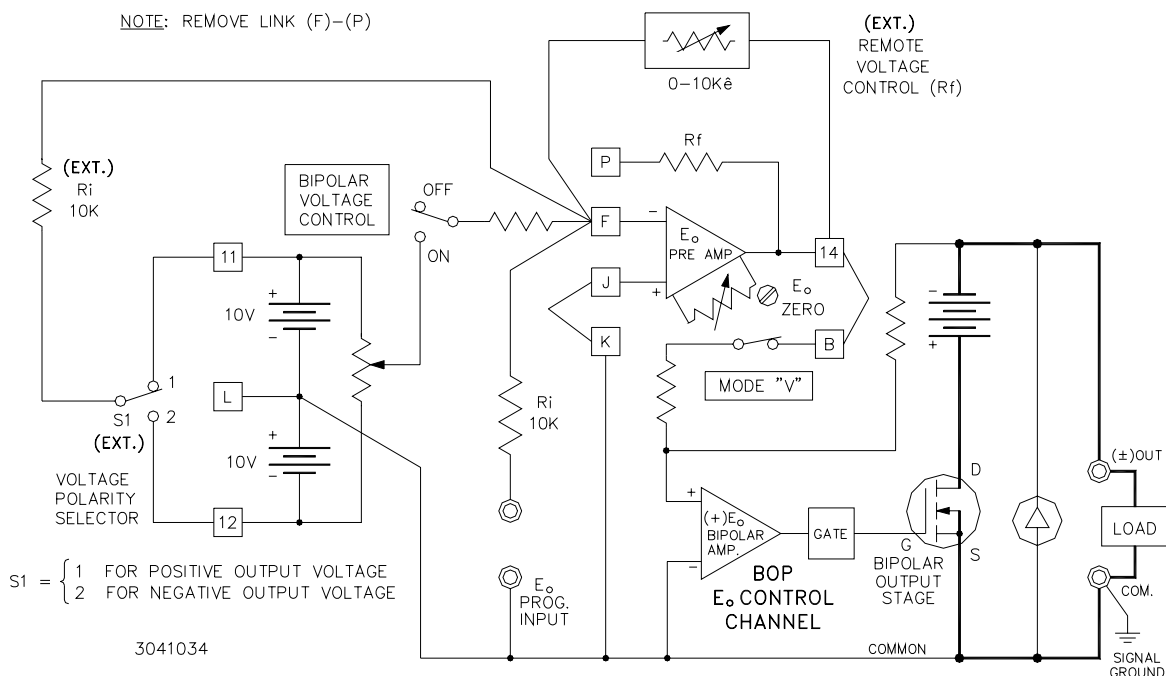 NOTE: REMOVE LINK (F)-(P)
(EXT.)
REMOTE
VOLTAGE
CONTROL (Rf)
0-10Kê
(EXT.)
Ri
10K
BIPOLAR
VOLTAGE
CONTROL
OFF
ON
P
Rf
F
-
Eo
PRE AMP
+
14
J
K
Eo
ZERO
B
MODE "V"
11
+
10V
-
L
+
10V
-
12
1
2
S1
(EXT.)
VOLTAGE
POLARITY
SELECTOR
Ri
10K
Eo
PROG.
INPUT
-
+
+
(+)Eo
BIPOLAR
AMP.
-
GATE
BOP
Eo CONTROL
CHANNEL
D
G
S
BIPOLAR
OUTPUT
STAGE
(±)OUT
LOAD
COM.
COMMON
SIGNAL
GROUND
S1 = { 1 FOR POSITIVE OUTPUT VOLTAGE
2 FOR NEGATIVE OUTPUT VOLTAGE
3041034